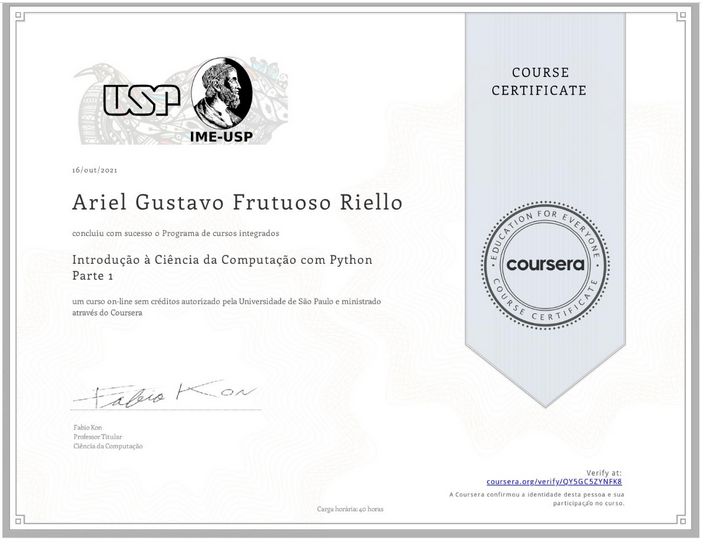 USP
IME-USP
COURSE
CERTIFICATE
16/out/2021
Ariel Gustavo Frutuoso Riello
concluiu com sucesso o Programa de cursos integrados
Introdução à Ciência da Computação com Python
Parte 1
um curso on-line sem créditos autorizado pela Universidade de São Paulo e ministrado
através do Coursera
EDUCATION FOR EVERYONE
coursera
COURSE CERTIFICATE
Fabio Kon
Fabio Kon
Professor Titular
Ciência da Computação
Verify at:
coursera.org/verify/QY5GC5ZYNFK8
A Coursera confirmou a identidade desta pessoa e sua
participação no curso.
Carga horária: 40 horas